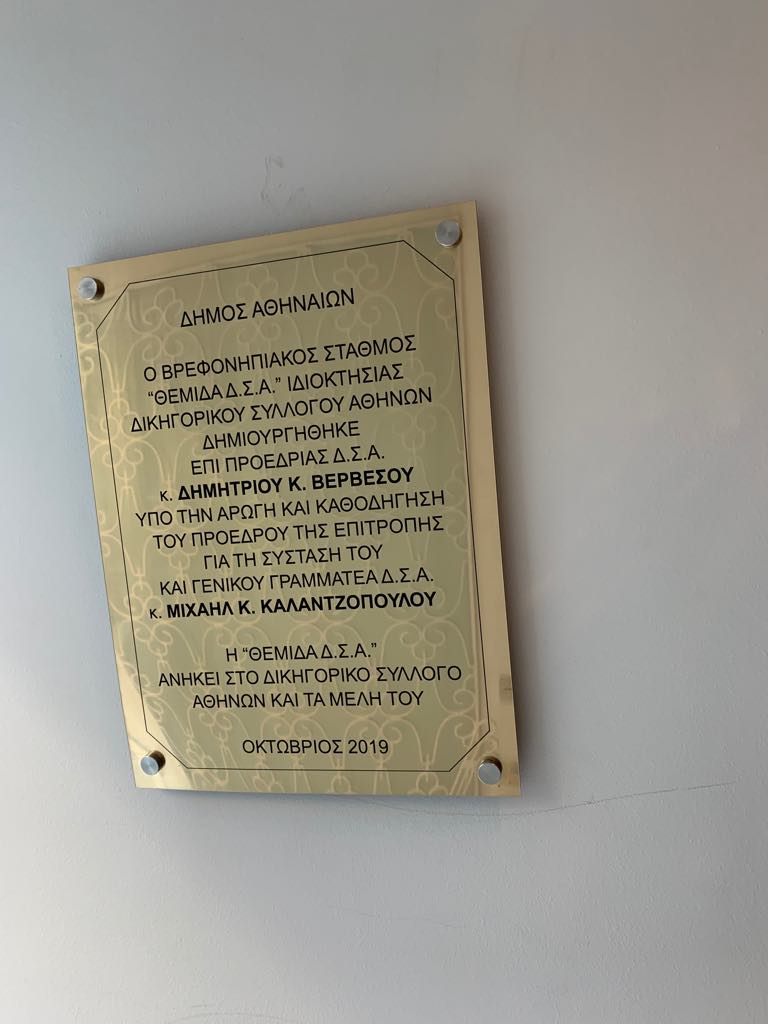 ΔΗΜΟΣ ΑΘΗΝΑΙΩΝ
Ο ΒΡΕΦΟΝΗΠΙΑΚΟΣ ΣΤΑΘΜΟΣ
“ΘΕΜΙΔΑ Δ.Σ.Α.” ΙΔΙΟΚΤΗΣΙΑΣ
ΔΙΚΗΓΟΡΙΚΟΥ ΣΥΛΛΟΓΟΥ ΑΘΗΝΩΝ
ΔΗΜΙΟΥΡΓΗΘΗΚΕ
ΕΠΙ ΠΡΟΕΔΡΙΑΣ Δ.Σ.Α.
κ. ΔΗΜΗΤΡΙΟΥ Κ. ΒΕΡΒΕΣΟΥ
ΥΠΟ ΤΗΝ ΑΡΩΓΗ ΚΑΙ ΚΑΘΟΔΗΓΗΣΗ
ΤΟΥ ΠΡΟΕΔΡΟΥ ΤΗΣ ΕΠΙΤΡΟΠΗΣ
ΓΙΑ ΤΗ ΣΥΣΤΑΣΗ ΤΟΥ
ΚΑΙ ΓΕΝΙΚΟΥ ΓΡΑΜΜΑΤΕΑ Δ.Σ.Α.
κ. ΜΙΧΑΗΛ Κ. ΚΑΛΑΝΤΖΟΠΟΥΛΟΥ
Η “ΘΕΜΙΔΑ Δ.Σ.Α.”
ΑΝΗΚΕΙ ΣΤΟ ΔΙΚΗΓΟΡΙΚΟ ΣΥΛΛΟΓΟ
ΑΘΗΝΩΝ ΚΑΙ ΤΑ ΜΕΛΗ ΤΟΥ
ΟΚΤΩΒΡΙΟΣ 2019